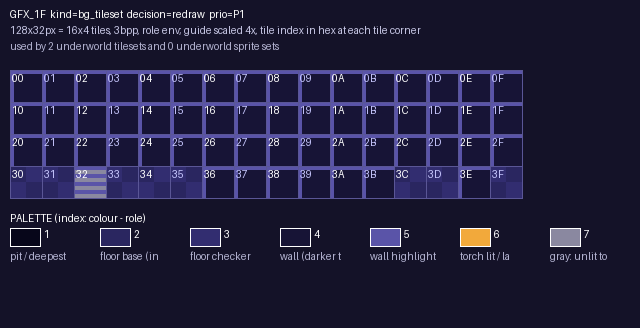 GFX_1F kind=bg_tileset decision=redraw prio=P1
128x32px = 16x4 tiles, 3bpp, role env; guide scaled 4x, tile index in hex at each tile corner
used by 2 underworld tilesets and 0 underworld sprite sets
00 01 02 03 04 05 06 07 08 09 0A 0B 0C 0D 0E 0F
10 11 12 13 14 15 16 17 18 19 1A 1B 1C 1D 1E 1F
20 21 22 23 24 25 26 27 28 29 2A 2B 2C 2D 2E 2F
30 31 32 33 34 35 36 37 38 39 3A 3B 3C 3D 3E 3F
PALETTE (index: colour - role)
1 2 3 4 5 6 7
pit / deepest floor base (in floor checker wall (darker t wall highlight torch lit / la gray: unlit to